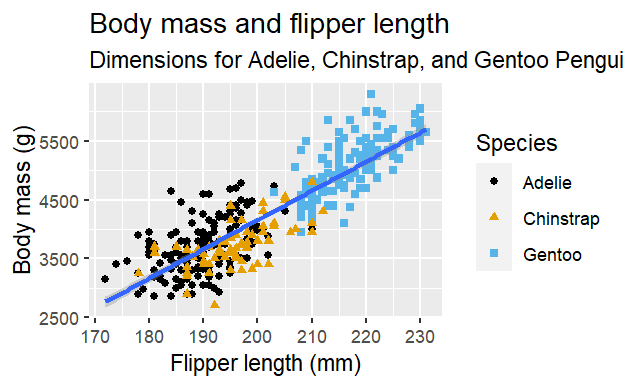 Body mass and flipper length
Dimensions for Adelie, Chinstrap, and Gentoo Pengui
Body mass (g)
5500
4500
3500
2500
170 180 190 200 210 220 230
Flipper length (mm)
Species
Adelie
Chinstrap
Gentoo